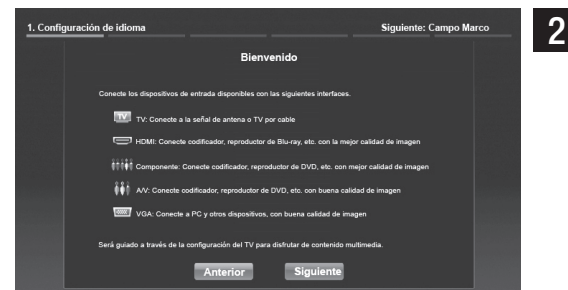 1. Configuración de idioma
Siguiente: Campo Marco
2
Bienvenido
Conecte los dispositivos de entrada disponibles con las siguientes interfaces.
TV TV: Conecte a la señal de antena o TV por cable
HDMI: Conecte codificador, reproductor de Blu-ray, etc. con la mejor calidad de imagen
Componente: Conecte codificador, reproductor de DVD, etc. con mejor calidad de imagen
A/V: Conecte codificador, reproductor de DVD, etc. con buena calidad de imagen
VGA: Conecte a PC y otros dispositivos, con buena calidad de imagen
Será guiado a través de la configuración del TV para disfrutar de contenido multimedia.
Anterior Siguiente